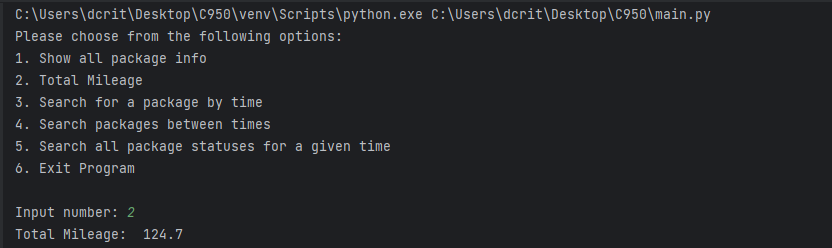 C:\Users\dcrit\Desktop\C950\venv\Scripts\python.exe C:\Users\dcrit\Desktop\C950\main.py
Please choose from the following options:
1. Show all package info
2. Total Mileage
3. Search for a package by time
4. Search packages between times
5. Search all package statuses for a given time
6. Exit Program
Input number: 2
Total Mileage:  124.7